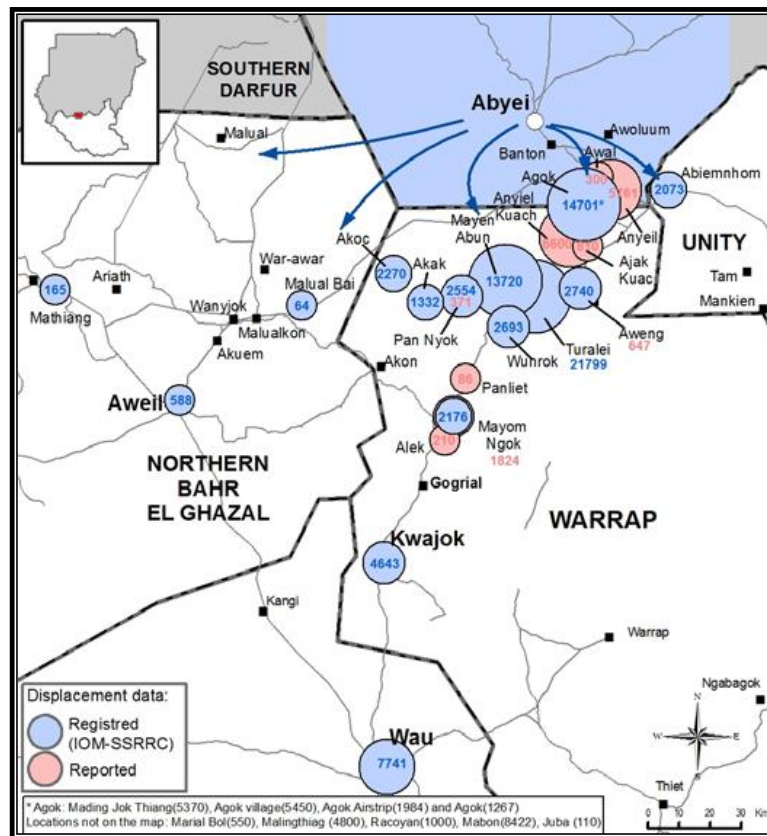 SOUTHERN
DARFUR
Abyei
Malual
Awoluum
Banton
Awal
Agok
300
Abiemnhom
5761
2073
Anyiel
Kuach
14701*
Mayen
Abun
Akoc
6600
Anyeil
UNITY
Ajak
Kuac
War-awar
Malual Bai
2270
Akak
13720
Tam
Ariath
165
64
1332
2554
371
2740
Mankien
Mathiang
Wanyjok
Malualkon
Pan Nyok
2693
Aweng
647
Akuem
Akon
Wunrok
Turalei
21799
86
Panliet
Aweil
588
2176
Mayom
Ngok
1824
Alek
210
NORTHERN
BAHR
EL GHAZAL
Gogrial
WARRAP
Kwajok
4643
Kangi
Warrap
Displacement data:
Registred
(IOM-SSRRC)
Reported
Ngabagok
N
W
E
S
Wau
7741
Thiet
* Agok: Mading Jok Thiang(5370), Agok village(5450), Agok Airstrip(1984) and Agok(1267)
Locations not on the map: Marial Bol(550), Malingthiag (4800), Racoyan(1000), Mabon(8422), Juba (110)
0 10 20 30 Km